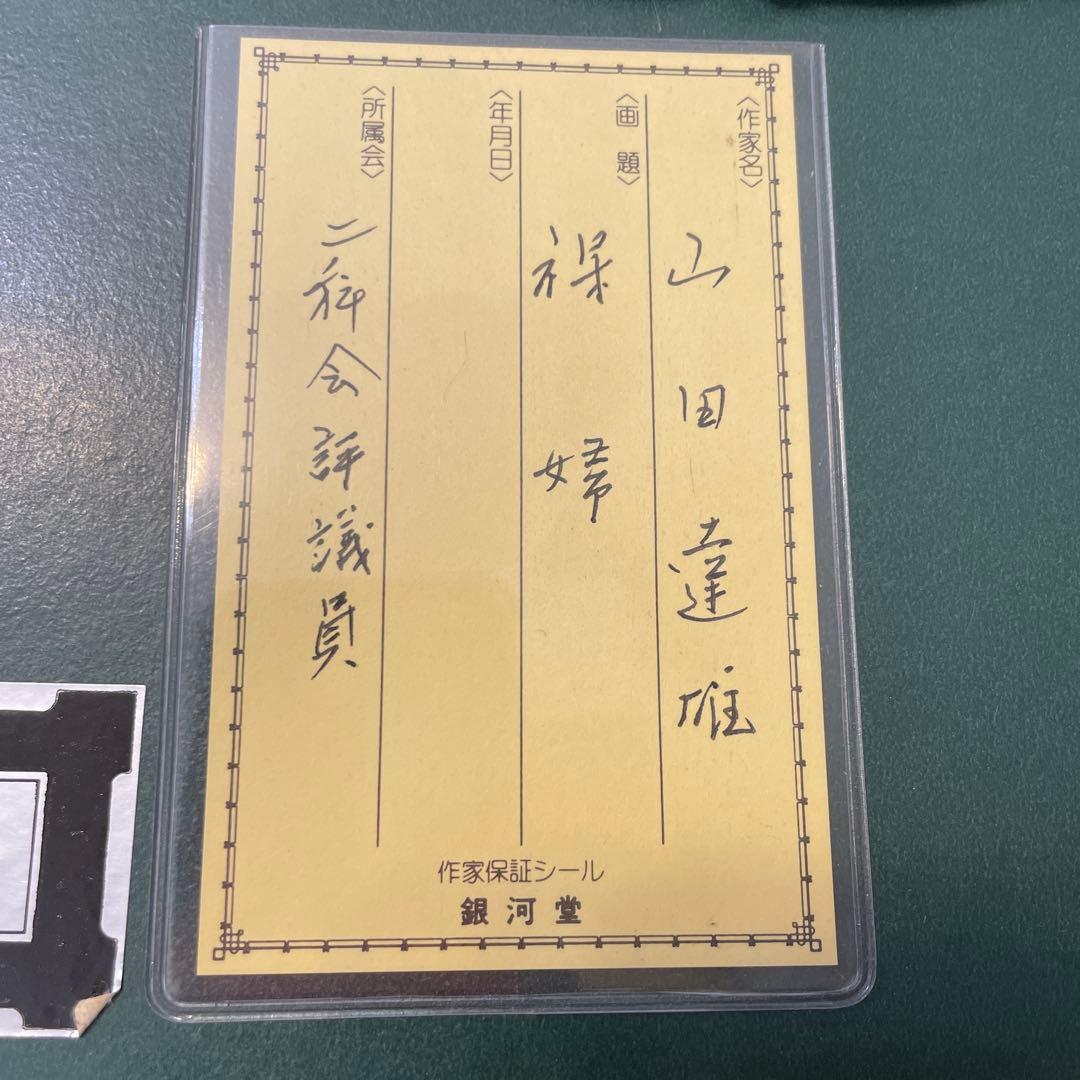 〈作家名〉 山田達雄
〈画題〉 裸婦
〈年月日〉
〈所属会〉 二科会評議員
作家保証シール
銀河堂